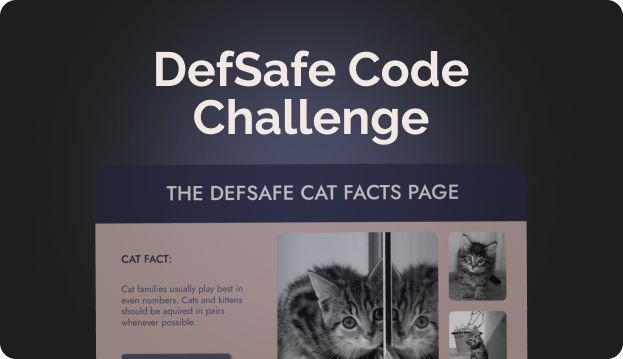 DefSafe Code
Challenge
THE DEFSAFE CAT FACTS PAGE
CAT FACT:
Cat families usually play best in
even numbers. Cats and kittens
should be aquired in pairs
whenever possible.